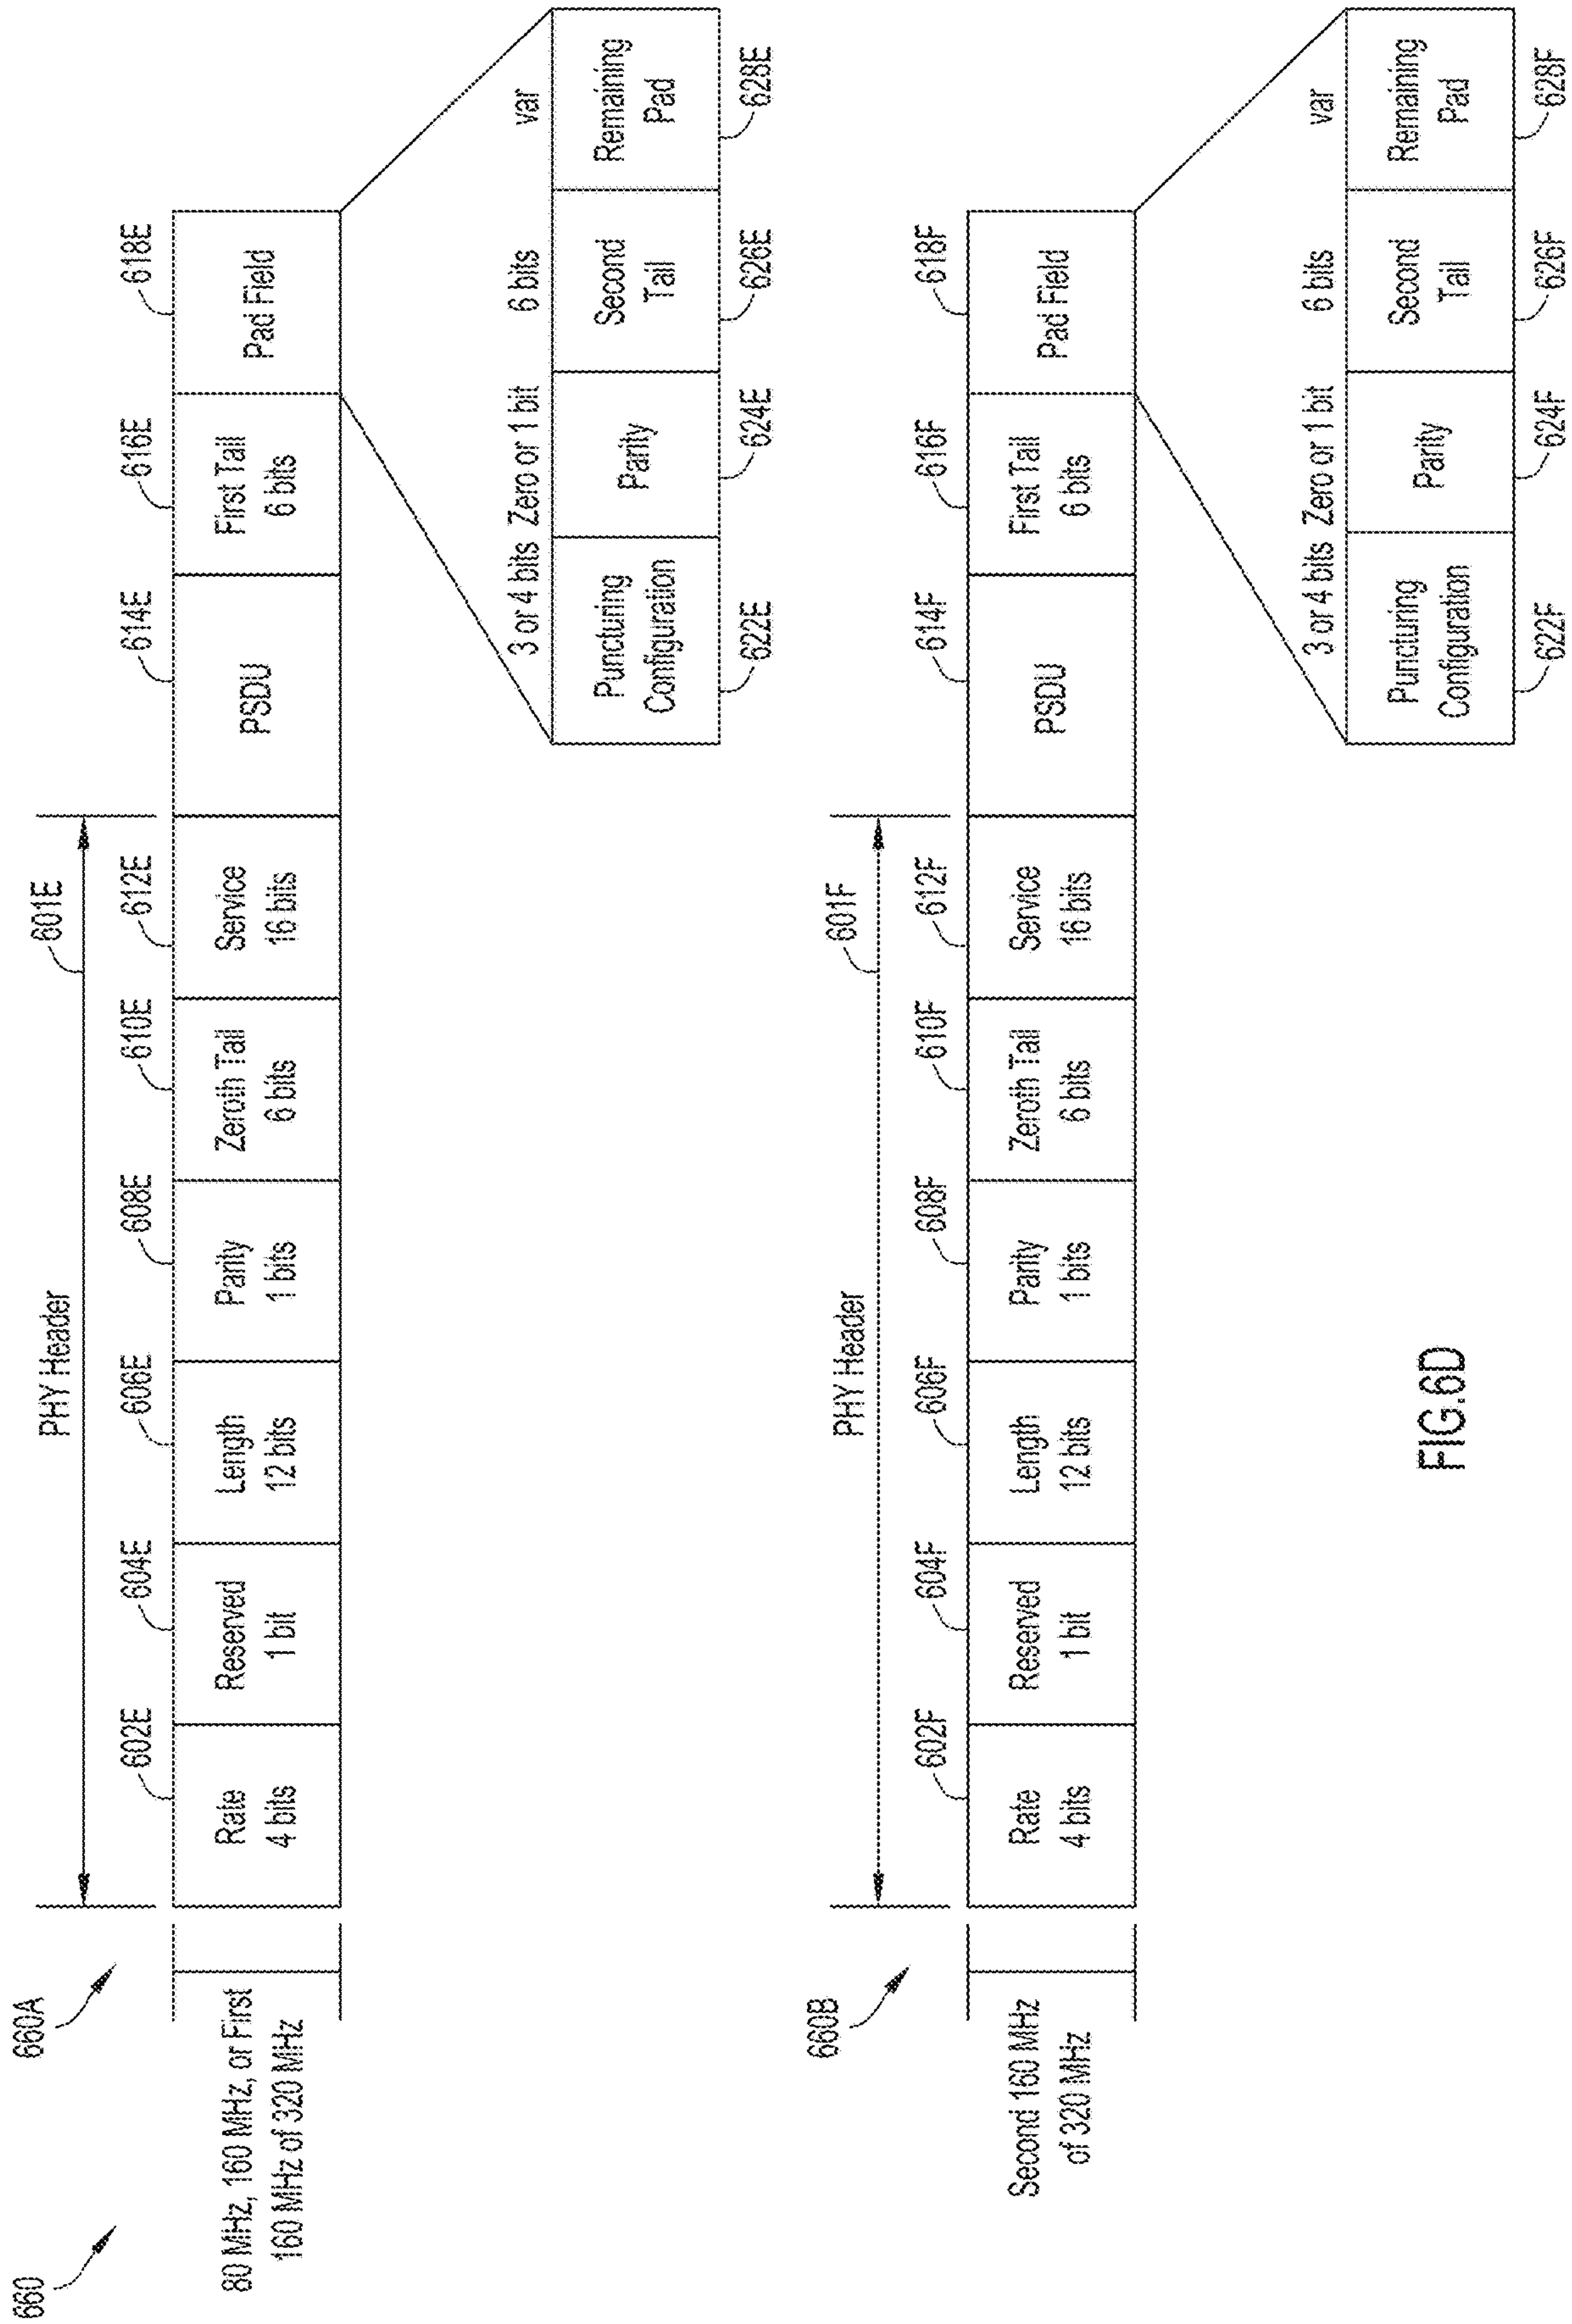 660
660A
80 MHz, 160 MHz, or First
160 MHz of 320 MHz
PHY Header
601E
602E
604E
606E
608E
610E
612E
614E
616E
618E
Rate
4 bits
Reserved
1 bit
Length
12 bits
Parity
1 bits
Zeroth Tail
6 bits
Service
16 bits
PSDU
First Tail
6 bits
Pad Field
3 or 4 bits
Zero or 1 bit
6 bits
var
Puncturing
Configuration
Parity
Second
Tail
Remaining
Pad
622E
624E
626E
628E
660B
Second 160 MHz
of 320 MHz
PHY Header
601F
602F
604F
606F
608F
610F
612F
614F
616F
618F
Rate
4 bits
Reserved
1 bit
Length
12 bits
Parity
1 bits
Zeroth Tail
6 bits
Service
16 bits
PSDU
First Tail
6 bits
Pad Field
3 or 4 bits
Zero or 1 bit
6 bits
var
Puncturing
Configuration
Parity
Second
Tail
Remaining
Pad
622F
624F
626F
628F
FIG.6D